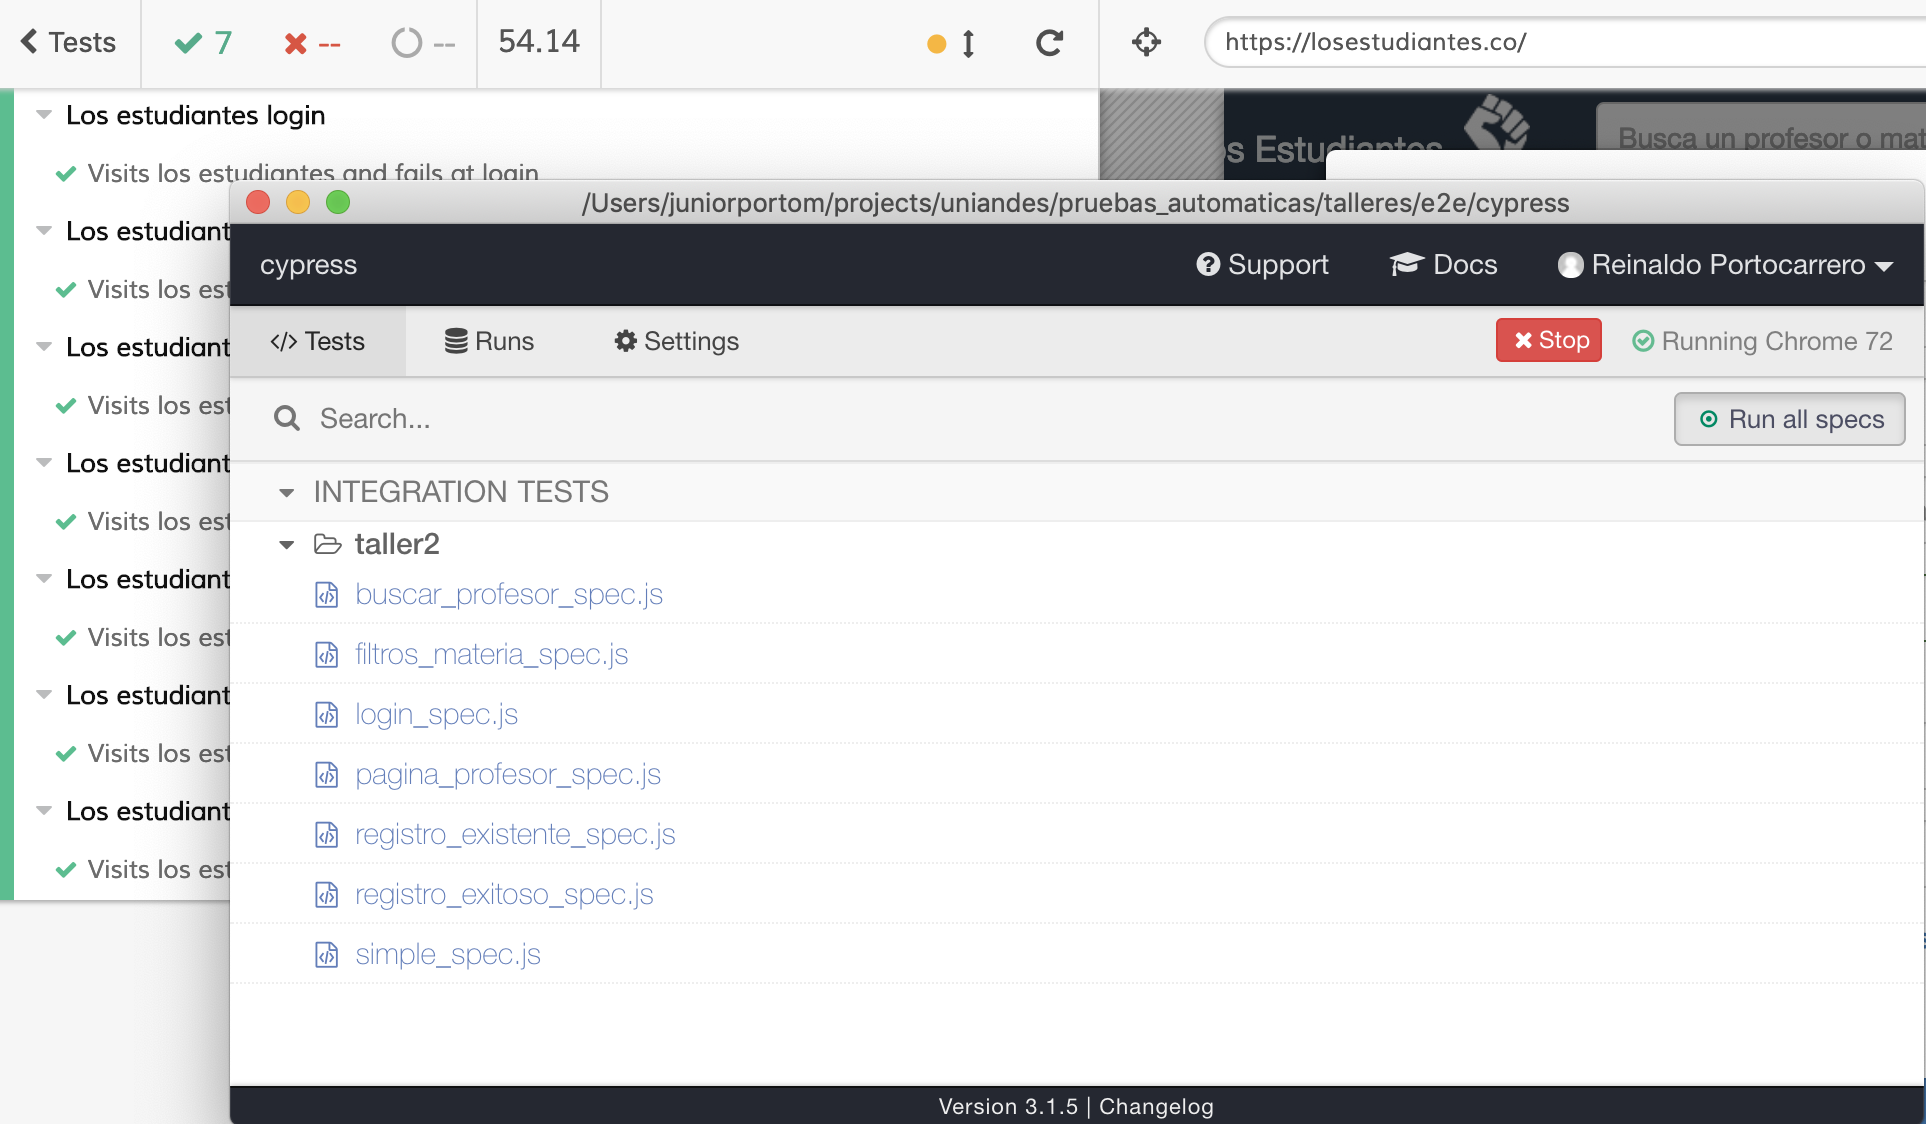 Tests 7 -- -- 54.14 https://losestudiantes.co/
Los estudiantes login
Visits los estudiantes and fails at login
Los estudiant
Visits los est
Los estudiant
Visits los est
Los estudiant
Visits los est
Los estudiant
Visits los est
Los estudiant
Visits los est
Los estudiant
Visits los est
s Estudiantes
Busca un profesor o mat
/Users/juniorportom/projects/uniandes/pruebas_automaticas/talleres/e2e/cypress
cypress Support Docs Reinaldo Portocarrero
Tests Runs Settings Stop Running Chrome 72
Search... Run all specs
INTEGRATION TESTS
taller2
buscar_profesor_spec.js
filtros_materia_spec.js
login_spec.js
pagina_profesor_spec.js
registro_existente_spec.js
registro_exitoso_spec.js
simple_spec.js
Version 3.1.5 | Changelog